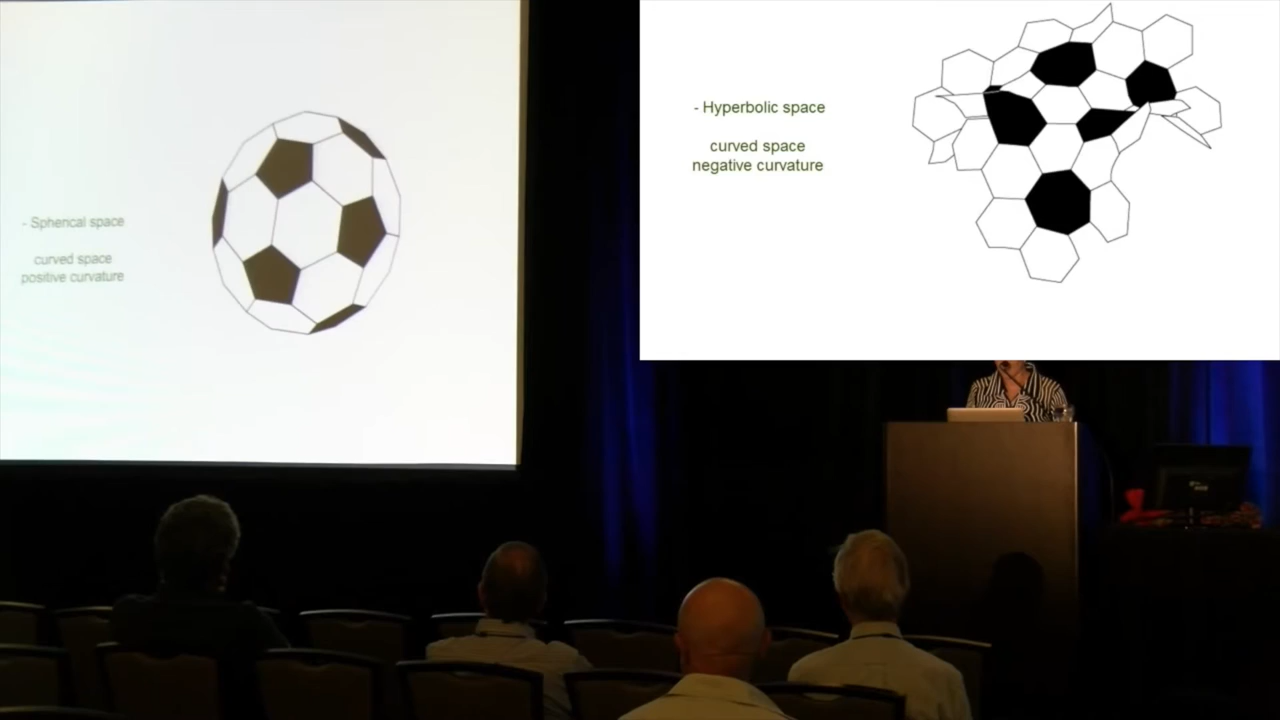 - Spherical space
curved space
positive curvature
- Hyperbolic space
curved space
negative curvature